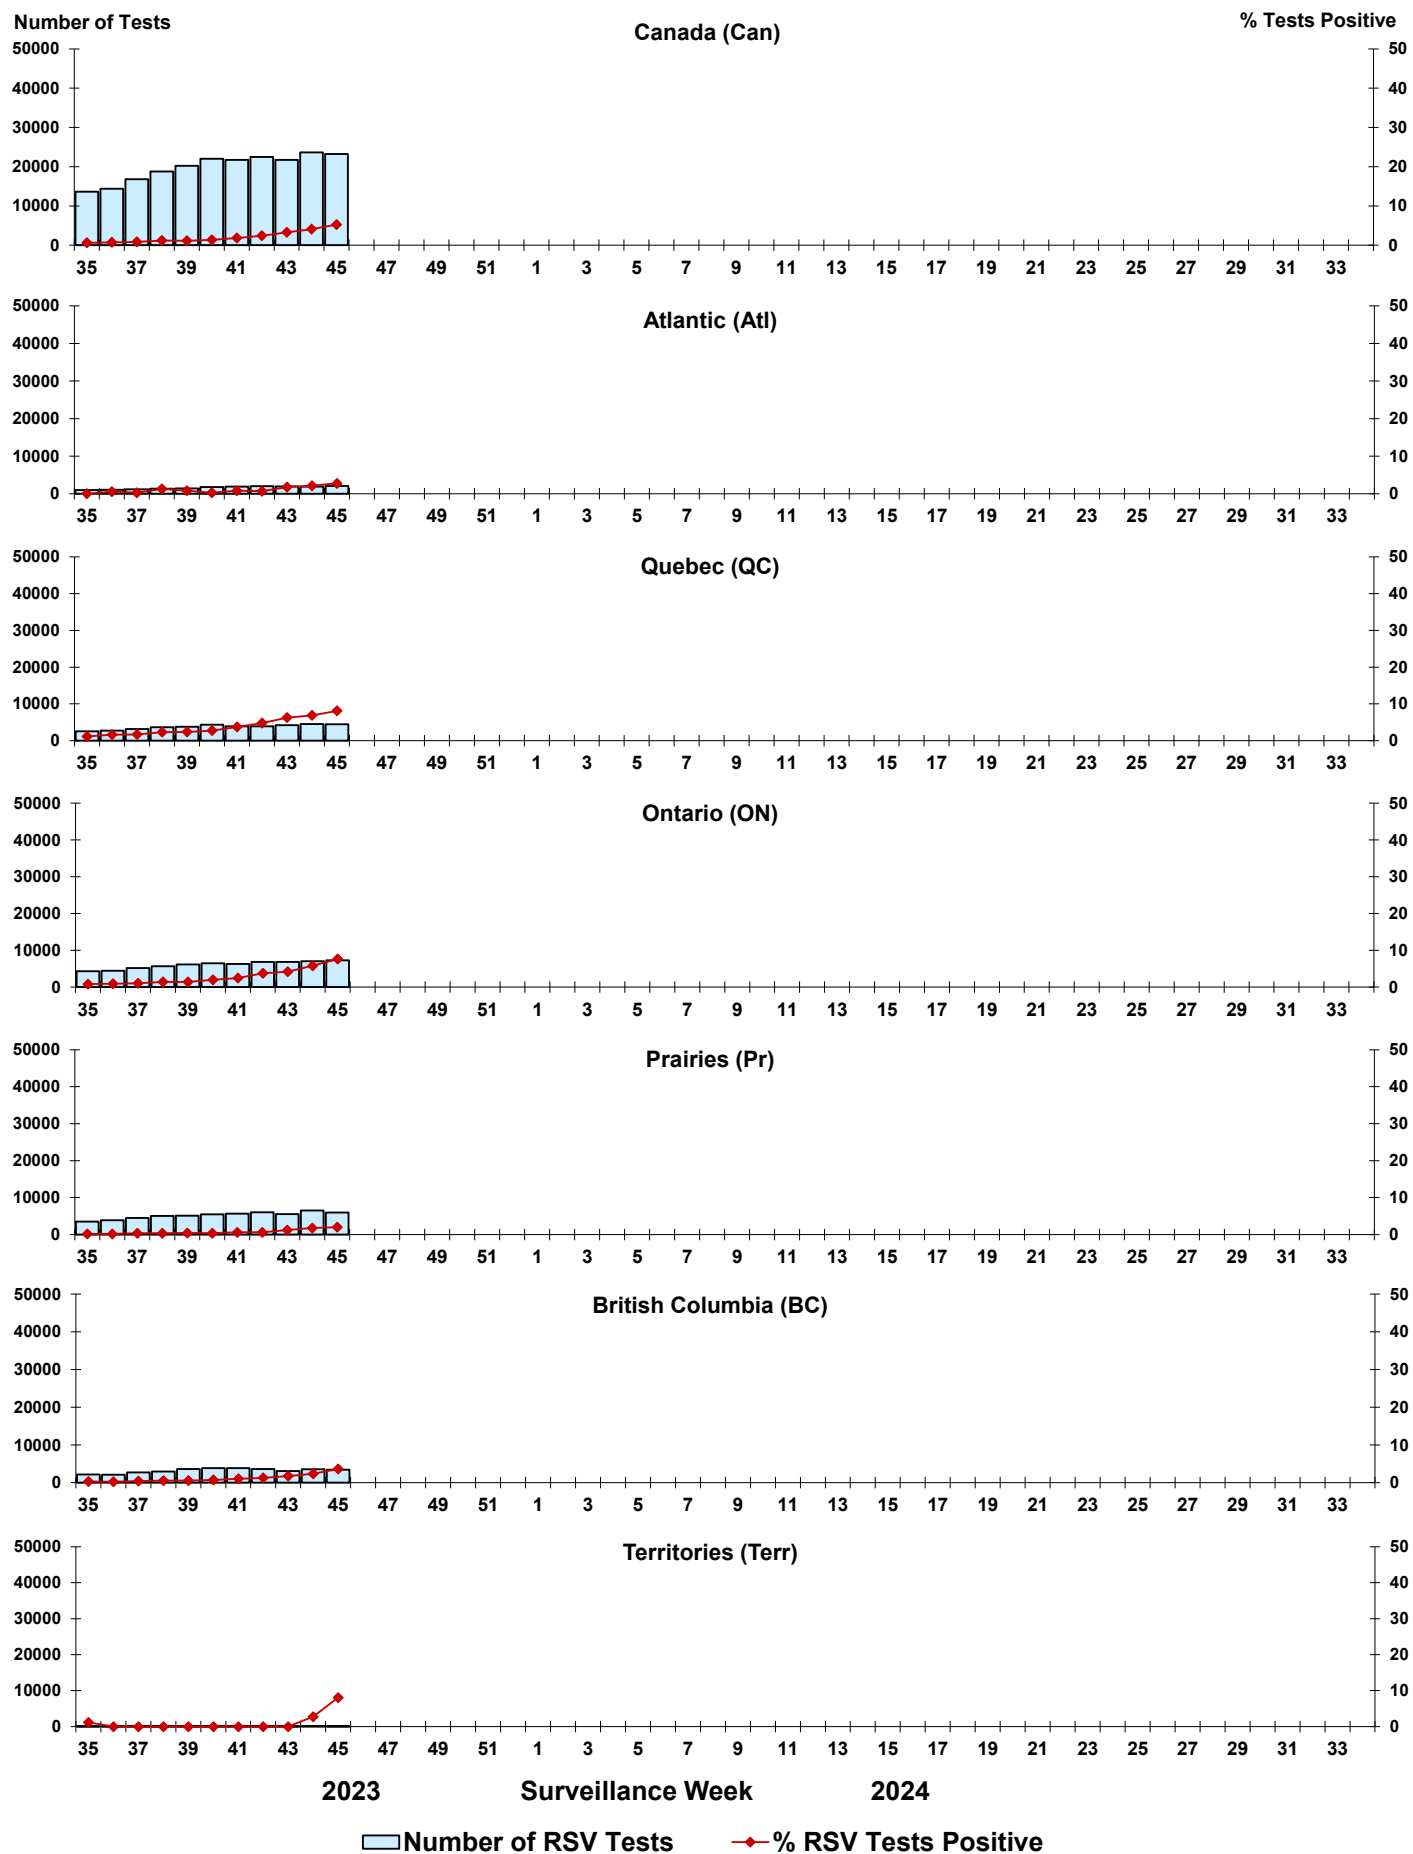 Number of Tests
Canada (Can)
% Tests Positive
50000 50
40000 40
30000 30
20000 20
10000 10
0 0
35 37 39 41 43 45 47 49 51 1 3 5 7 9 11 13 15 17 19 21 23 25 27 29 31 33
Atlantic (Atl)
50000 50
40000 40
30000 30
20000 20
10000 10
0 0
35 37 39 41 43 45 47 49 51 1 3 5 7 9 11 13 15 17 19 21 23 25 27 29 31 33
Quebec (QC)
50000 50
40000 40
30000 30
20000 20
10000 10
0 0
35 37 39 41 43 45 47 49 51 1 3 5 7 9 11 13 15 17 19 21 23 25 27 29 31 33
Ontario (ON)
50000 50
40000 40
30000 30
20000 20
10000 10
0 0
35 37 39 41 43 45 47 49 51 1 3 5 7 9 11 13 15 17 19 21 23 25 27 29 31 33
Prairies (Pr)
50000 50
40000 40
30000 30
20000 20
10000 10
0 0
35 37 39 41 43 45 47 49 51 1 3 5 7 9 11 13 15 17 19 21 23 25 27 29 31 33
British Columbia (BC)
50000 50
40000 40
30000 30
20000 20
10000 10
0 0
35 37 39 41 43 45 47 49 51 1 3 5 7 9 11 13 15 17 19 21 23 25 27 29 31 33
Territories (Terr)
50000 50
40000 40
30000 30
20000 20
10000 10
0 0
35 37 39 41 43 45 47 49 51 1 3 5 7 9 11 13 15 17 19 21 23 25 27 29 31 33
2023 Surveillance Week 2024
Number of RSV Tests % RSV Tests Positive